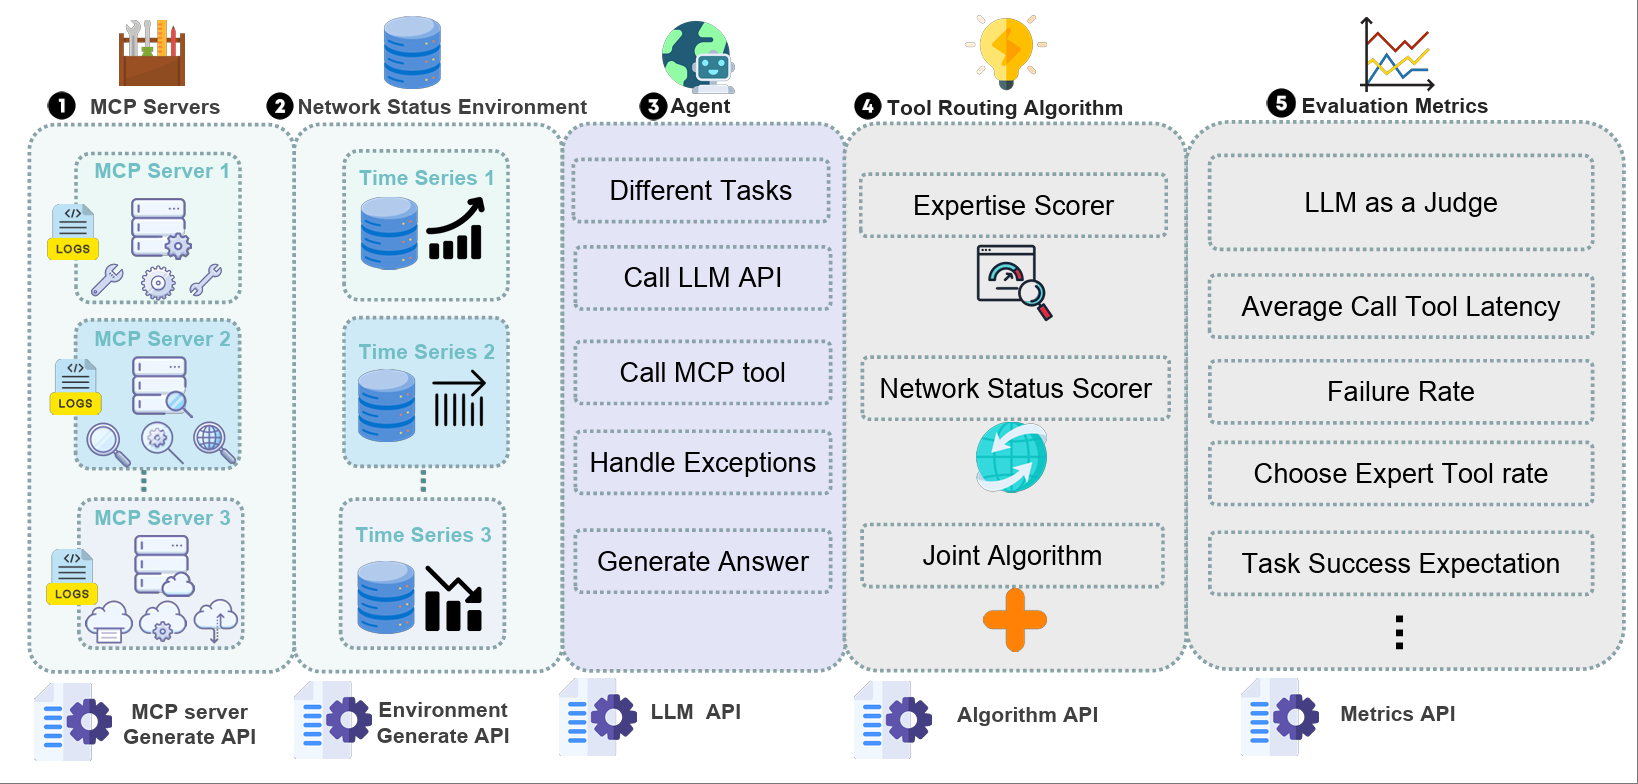 1 MCP Servers
MCP Server 1
</>
LOGS
MCP Server 2
</>
LOGS
MCP Server 3
</>
LOGS
MCP server
Generate API
2 Network Status Environment
Time Series 1
Time Series 2
Time Series 3
Environment
Generate API
3 Agent
Different Tasks
Call LLM API
Call MCP tool
Handle Exceptions
Generate Answer
LLM API
4 Tool Routing Algorithm
Expertise Scorer
Network Status Scorer
Joint Algorithm
Algorithm API
5 Evaluation Metrics
LLM as a Judge
Average Call Tool Latency
Failure Rate
Choose Expert Tool rate
Task Success Expectation
Metrics API